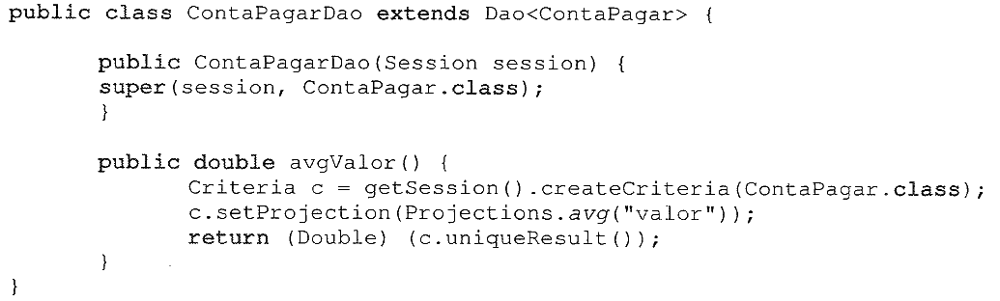 public class ContaPagarDao extends Dao<ContaPagar> {
public ContaPagarDao(Session session) {
super(session, ContaPagar.class);
}
public double avgValor() {
Criteria c = getSession().createCriteria(ContaPagar.class);
c.setProjection(Projections.avg("valor"));
return (Double) (c.uniqueResult());
}
}